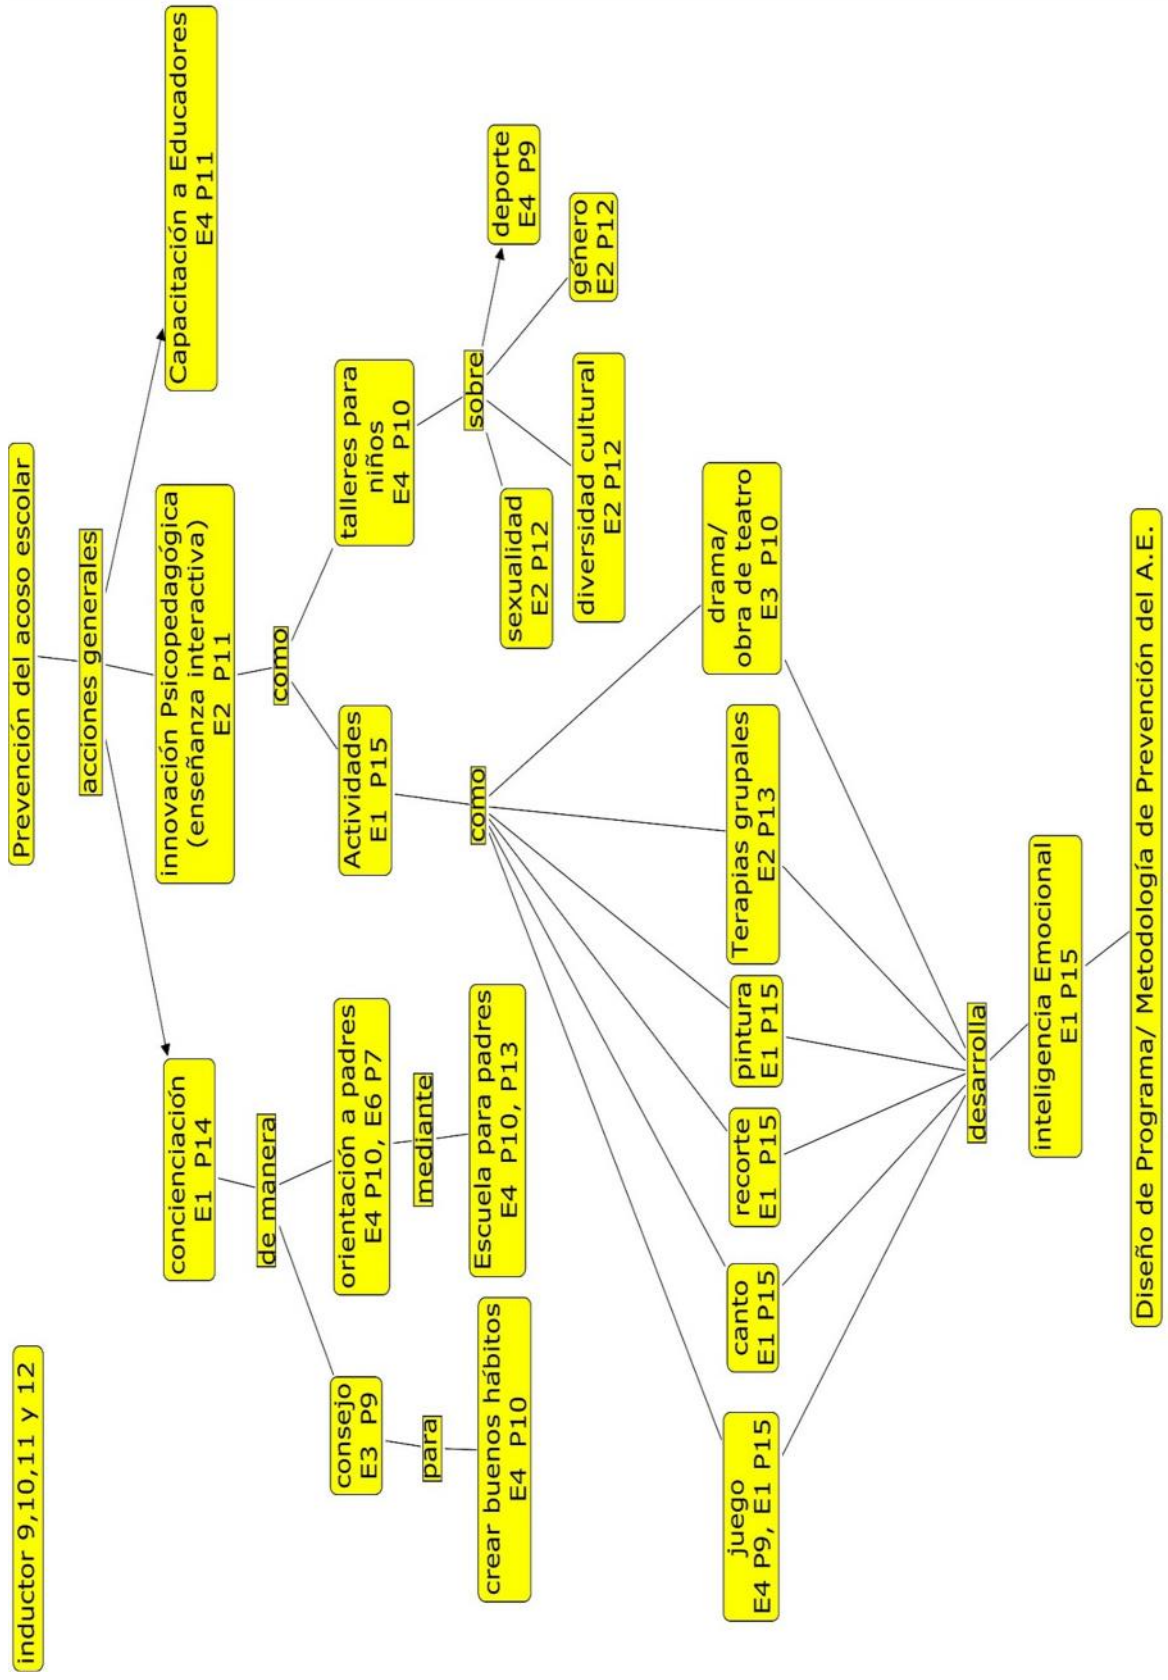 inductor 9,10,11 y 12
Prevención del acoso escolar
acciones generales
concienciación
E1 P14
innovación Psicopedagógica
(enseñanza interactiva)
E2 P11
Capacitación a Educadores
E4 P11
de manera
como
consejo
E3 P9
orientación a padres
E4 P10, E6 P7
Actividades
E1 P15
talleres para
niños
E4 P10
para
mediante
como
sobre
crear buenos hábitos
E4 P10
Escuela para padres
E4 P10, P13
sexualidad
E2 P12
deporte
E4 P9
diversidad cultural
E2 P12
género
E2 P12
juego
E4 P9, E1 P15
canto
E1 P15
recorte
E1 P15
pintura
E1 P15
Terapias grupales
E2 P13
drama/
obra de teatro
E3 P10
desarrolla
inteligencia Emocional
E1 P15
Diseño de Programa/ Metodología de Prevención del A.E.